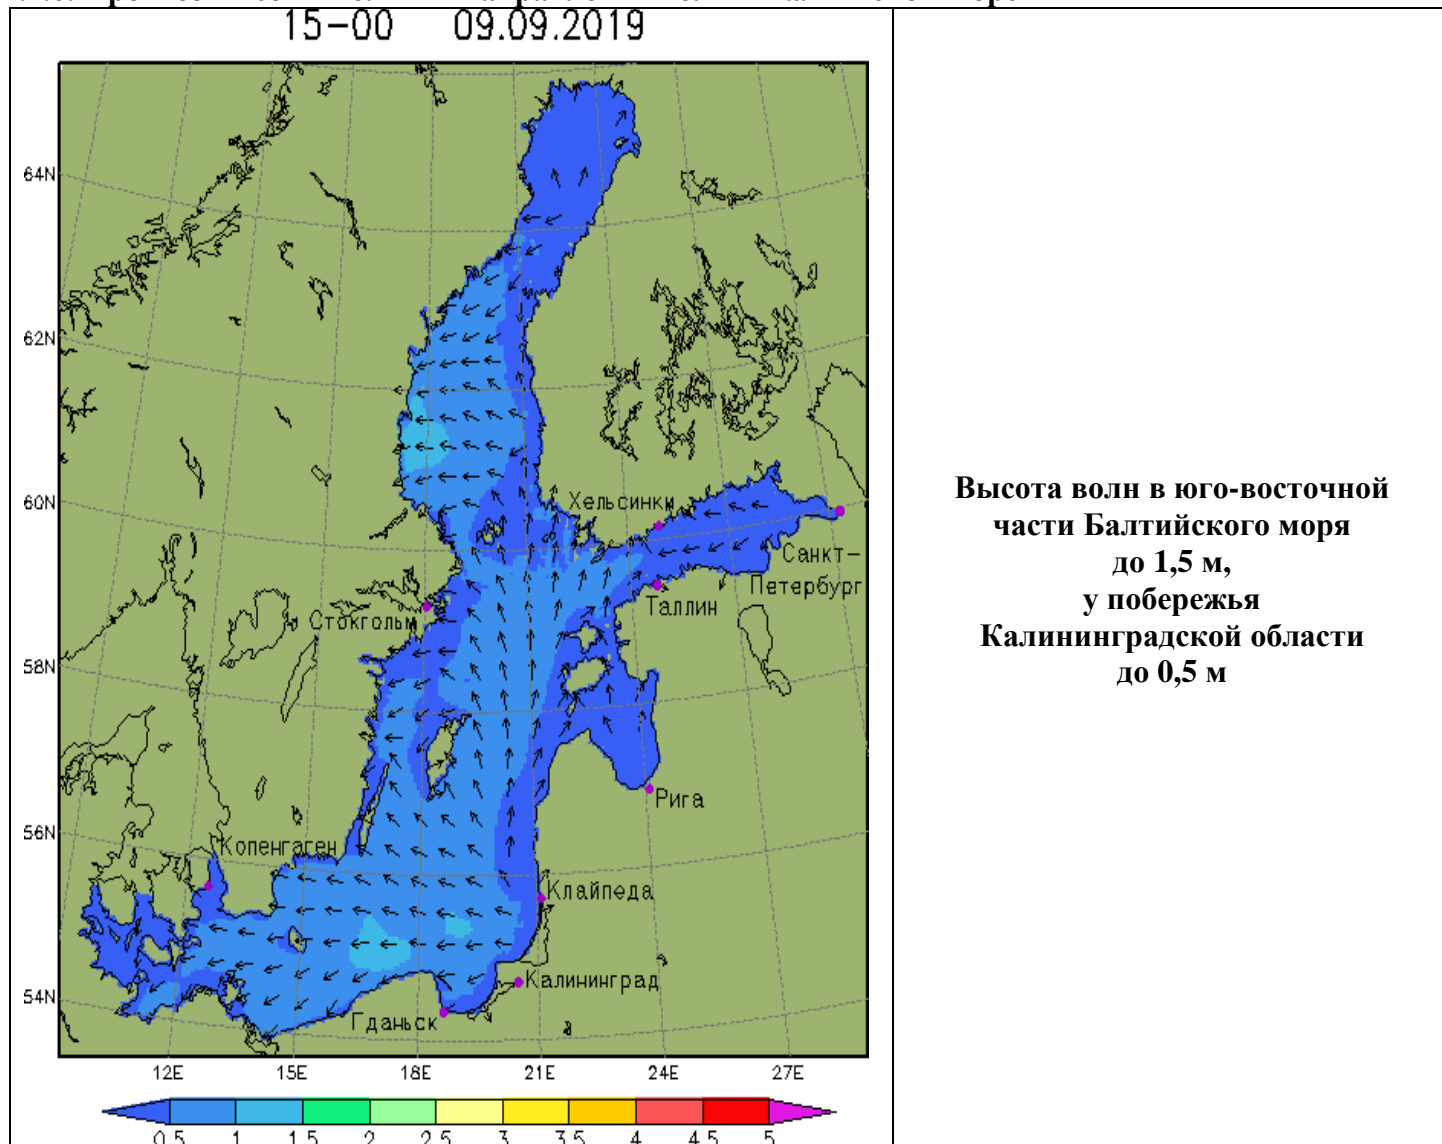 15-00 09.09.2019
64N
62N
60N
58N
56N
54N
Хельсинки
Санкт-
Петербург
Таллин
Стокгольм
Рига
Копенгаген
Клайпеда
Калининград
Гданьск
12E 15E 18E 21E 24E 27E
0.5 1 1.5 2 2.5 3 3.5 4 4.5 5
Высота волн в юго-восточной
части Балтийского моря
до 1,5 м,
у побережья
Калининградской области
до 0,5 м